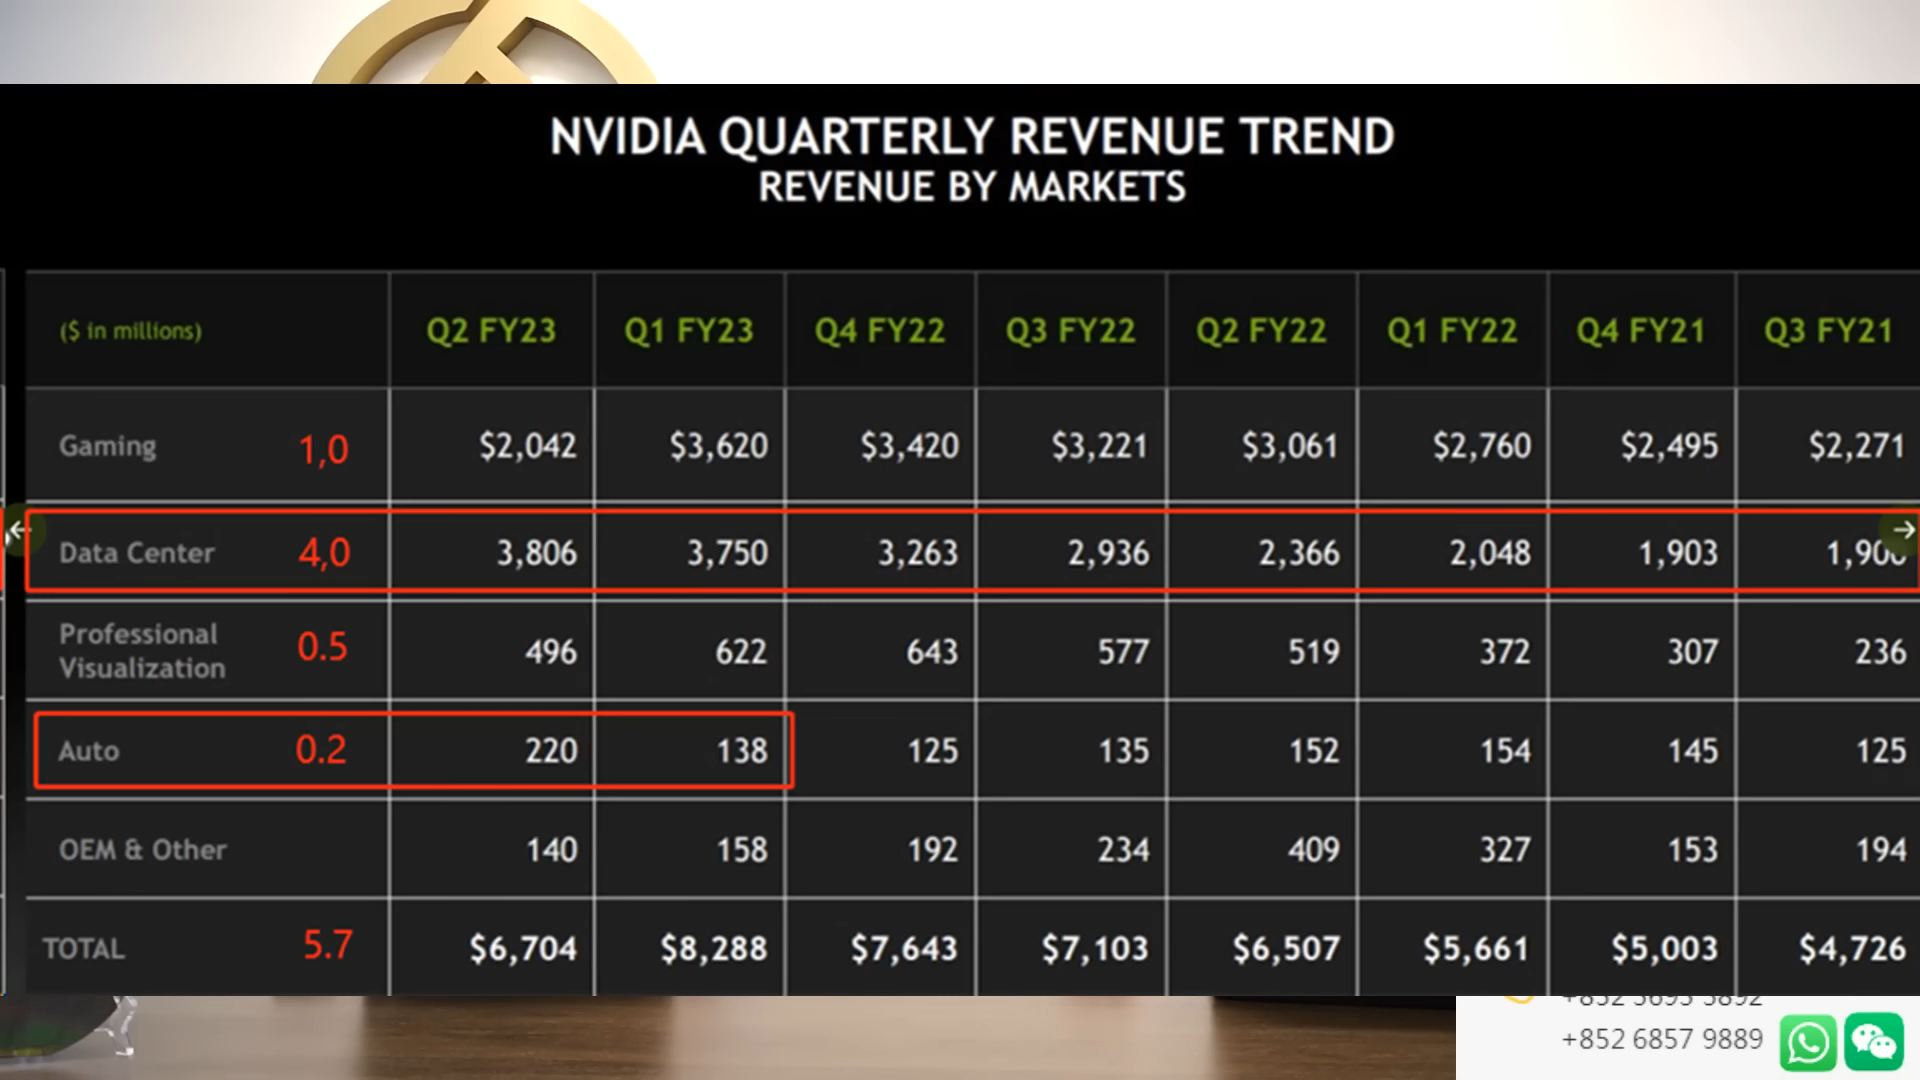 NVIDIA QUARTERLY REVENUE TREND
REVENUE BY MARKETS
($ in millions) Q2 FY23 Q1 FY23 Q4 FY22 Q3 FY22 Q2 FY22 Q1 FY22 Q4 FY21 Q3 FY21
Gaming 1,0 $2,042 $3,620 $3,420 $3,221 $3,061 $2,760 $2,495 $2,271
Data Center 4,0 3,806 3,750 3,263 2,936 2,366 2,048 1,903 1,900
Professional
Visualization 0.5 496 622 643 577 519 372 307 236
Auto 0.2 220 138 125 135 152 154 145 125
OEM & Other 140 158 192 234 409 327 153 194
TOTAL 5.7 $6,704 $8,288 $7,643 $7,103 $6,507 $5,661 $5,003 $4,726
+852 6857 9889